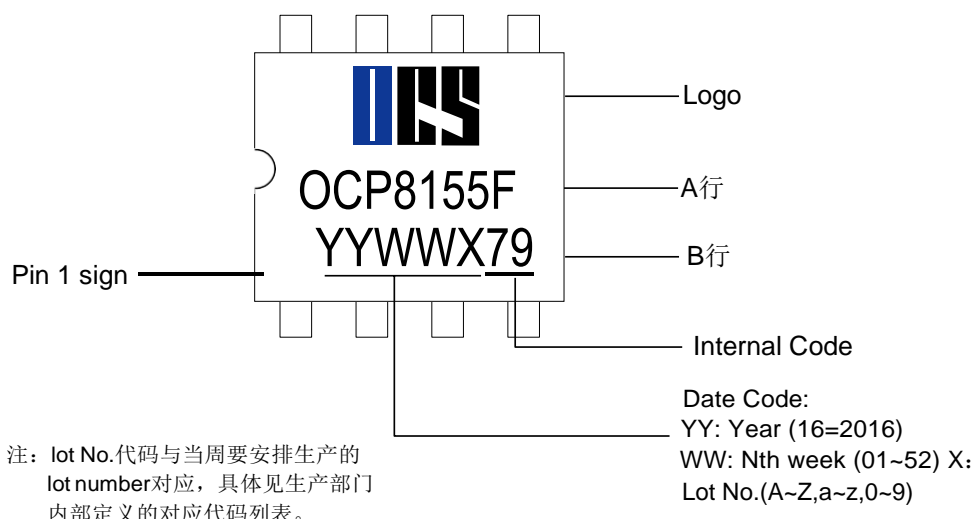 OCS
Logo
OCP8155F
A行
YYWWX79
B行
Pin 1 sign
Internal Code
Date Code:
YY: Year (16=2016)
WW: Nth week (01~52) X:
Lot No.(A~Z,a~z,0~9)
注：lot No.代码与当周要安排生产的
lot number对应，具体见生产部门
内部定义的对应代码列表。